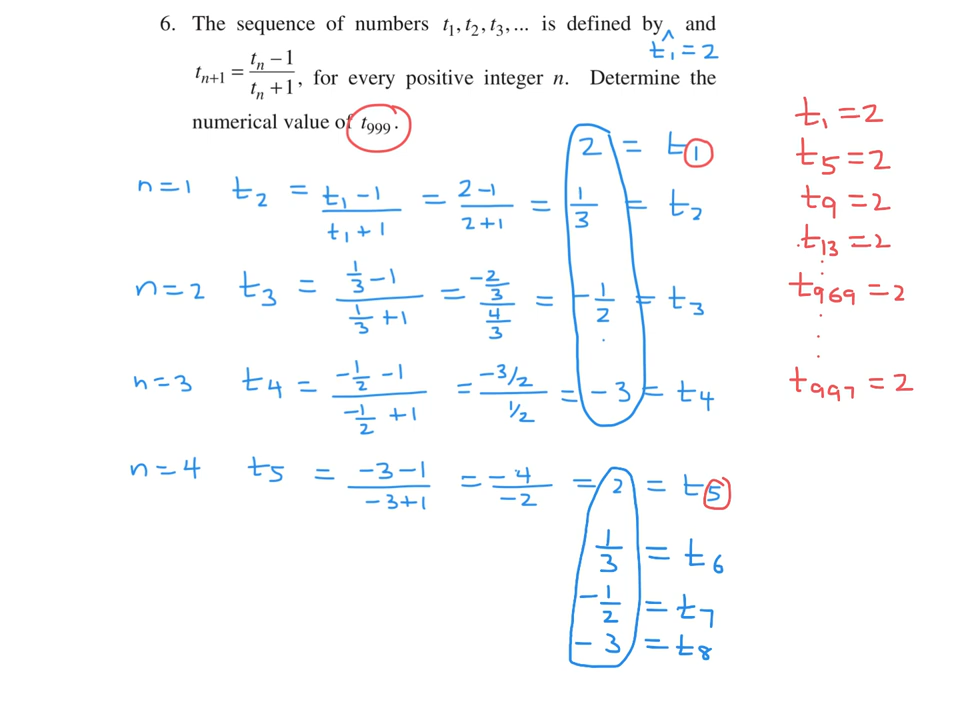 6. The sequence of numbers t₁, t₂, t₃, ... is defined by ^ and
t₁ = 2
tₙ₊₁ = (tₙ − 1)/(tₙ + 1), for every positive integer n. Determine the
numerical value of t₉₉₉.
2 = t₁
n=1 t₂ = (t₁ − 1)/(t₁ + 1) = (2−1)/(2+1) = 1/3 = t₂
n=2 t₃ = (1/3 − 1)/(1/3 + 1) = (−2/3)/(4/3) = −1/2 = t₃
n=3 t₄ = (−1/2 − 1)/(−1/2 + 1) = (−3/2)/(1/2) = −3 = t₄
n=4 t₅ = (−3−1)/(−3+1) = (−4)/(−2) = 2 = t₅
1/3 = t₆
−1/2 = t₇
−3 = t₈
t₁ = 2
t₅ = 2
t₉ = 2
t₁₃ = 2
⋮
t₉₆₉ = 2
⋮
t₉₉₇ = 2